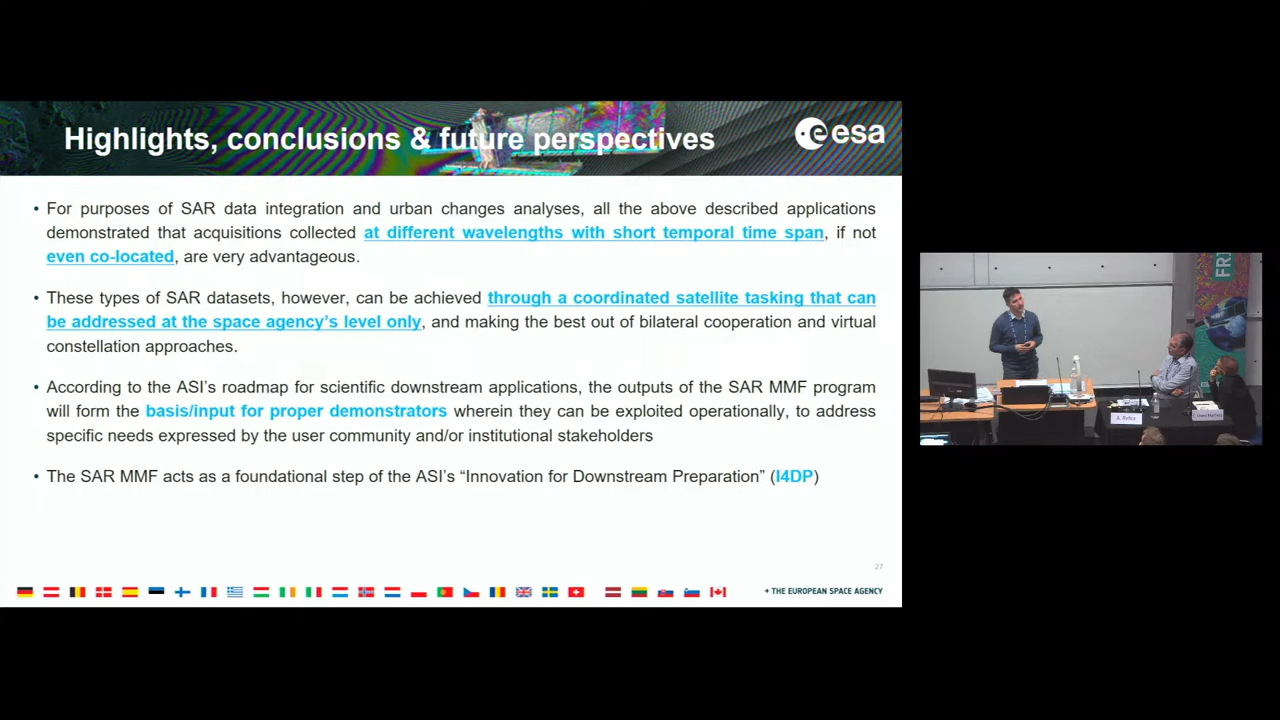 Highlights, conclusions & future perspectives
esa
• For purposes of SAR data integration and urban changes analyses, all the above described applications
demonstrated that acquisitions collected at different wavelengths with short temporal time span, if not
even co-located, are very advantageous.
• These types of SAR datasets, however, can be achieved through a coordinated satellite tasking that can
be addressed at the space agency's level only, and making the best out of bilateral cooperation and virtual
constellation approaches.
• According to the ASI's roadmap for scientific downstream applications, the outputs of the SAR MMF program
will form the basis/input for proper demonstrators wherein they can be exploited operationally, to address
specific needs expressed by the user community and/or institutional stakeholders
• The SAR MMF acts as a foundational step of the ASI's “Innovation for Downstream Preparation” (I4DP)
27
→ THE EUROPEAN SPACE AGENCY
FRI